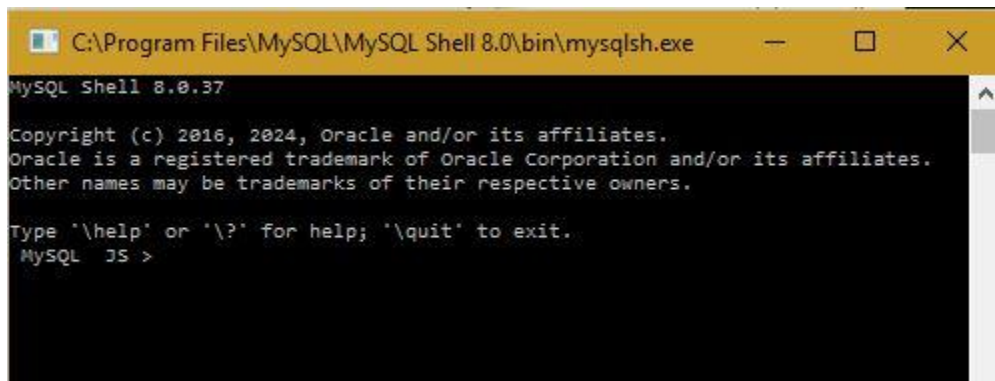 C:\Program Files\MySQL\MySQL Shell 8.0\bin\mysqlsh.exe
MySQL Shell 8.0.37
Copyright (c) 2016, 2024, Oracle and/or its affiliates.
Oracle is a registered trademark of Oracle Corporation and/or its affiliates.
Other names may be trademarks of their respective owners.
Type '\help' or '\?' for help; '\quit' to exit.
MySQL  JS >